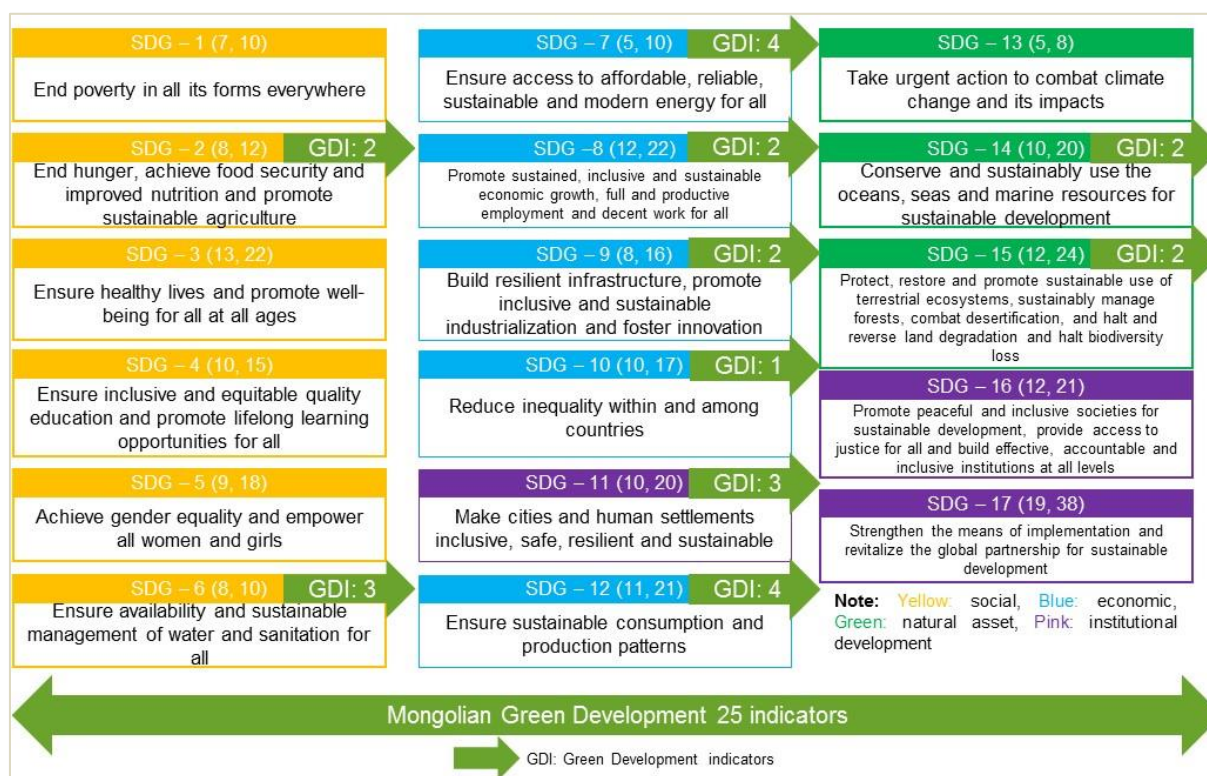 SDG – 1 (7, 10)
End poverty in all its forms everywhere
SDG – 2 (8, 12)
GDI: 2
End hunger, achieve food security and
improved nutrition and promote
sustainable agriculture
SDG – 3 (13, 22)
Ensure healthy lives and promote well-
being for all at all ages
SDG – 4 (10, 15)
Ensure inclusive and equitable quality
education and promote lifelong learning
opportunities for all
SDG – 5 (9, 18)
Achieve gender equality and empower
all women and girls
SDG – 6 (8, 10)
GDI: 3
Ensure availability and sustainable
management of water and sanitation for
all
SDG – 7 (5, 10)
GDI: 4
Ensure access to affordable, reliable,
sustainable and modern energy for all
SDG –8 (12, 22)
GDI: 2
Promote sustained, inclusive and sustainable
economic growth, full and productive
employment and decent work for all
SDG – 9 (8, 16)
GDI: 2
Build resilient infrastructure, promote
inclusive and sustainable
industrialization and foster innovation
SDG – 10 (10, 17)
GDI: 1
Reduce inequality within and among
countries
SDG – 11 (10, 20)
GDI: 3
Make cities and human settlements
inclusive, safe, resilient and sustainable
SDG – 12 (11, 21)
GDI: 4
Ensure sustainable consumption and
production patterns
SDG – 13 (5, 8)
Take urgent action to combat climate
change and its impacts
SDG – 14 (10, 20)
GDI: 2
Conserve and sustainably use the
oceans, seas and marine resources for
sustainable development
SDG – 15 (12, 24)
GDI: 2
Protect, restore and promote sustainable use of
terrestrial ecosystems, sustainably manage
forests, combat desertification, and halt and
reverse land degradation and halt biodiversity
loss
SDG – 16 (12, 21)
Promote peaceful and inclusive societies for
sustainable development, provide access to
justice for all and build effective, accountable and
inclusive institutions at all levels
SDG – 17 (19, 38)
Strengthen the means of implementation and
revitalize the global partnership for sustainable
development
Note: Yellow: social, Blue: economic,
Green: natural asset, Pink: institutional
development
Mongolian Green Development 25 indicators
GDI: Green Development indicators